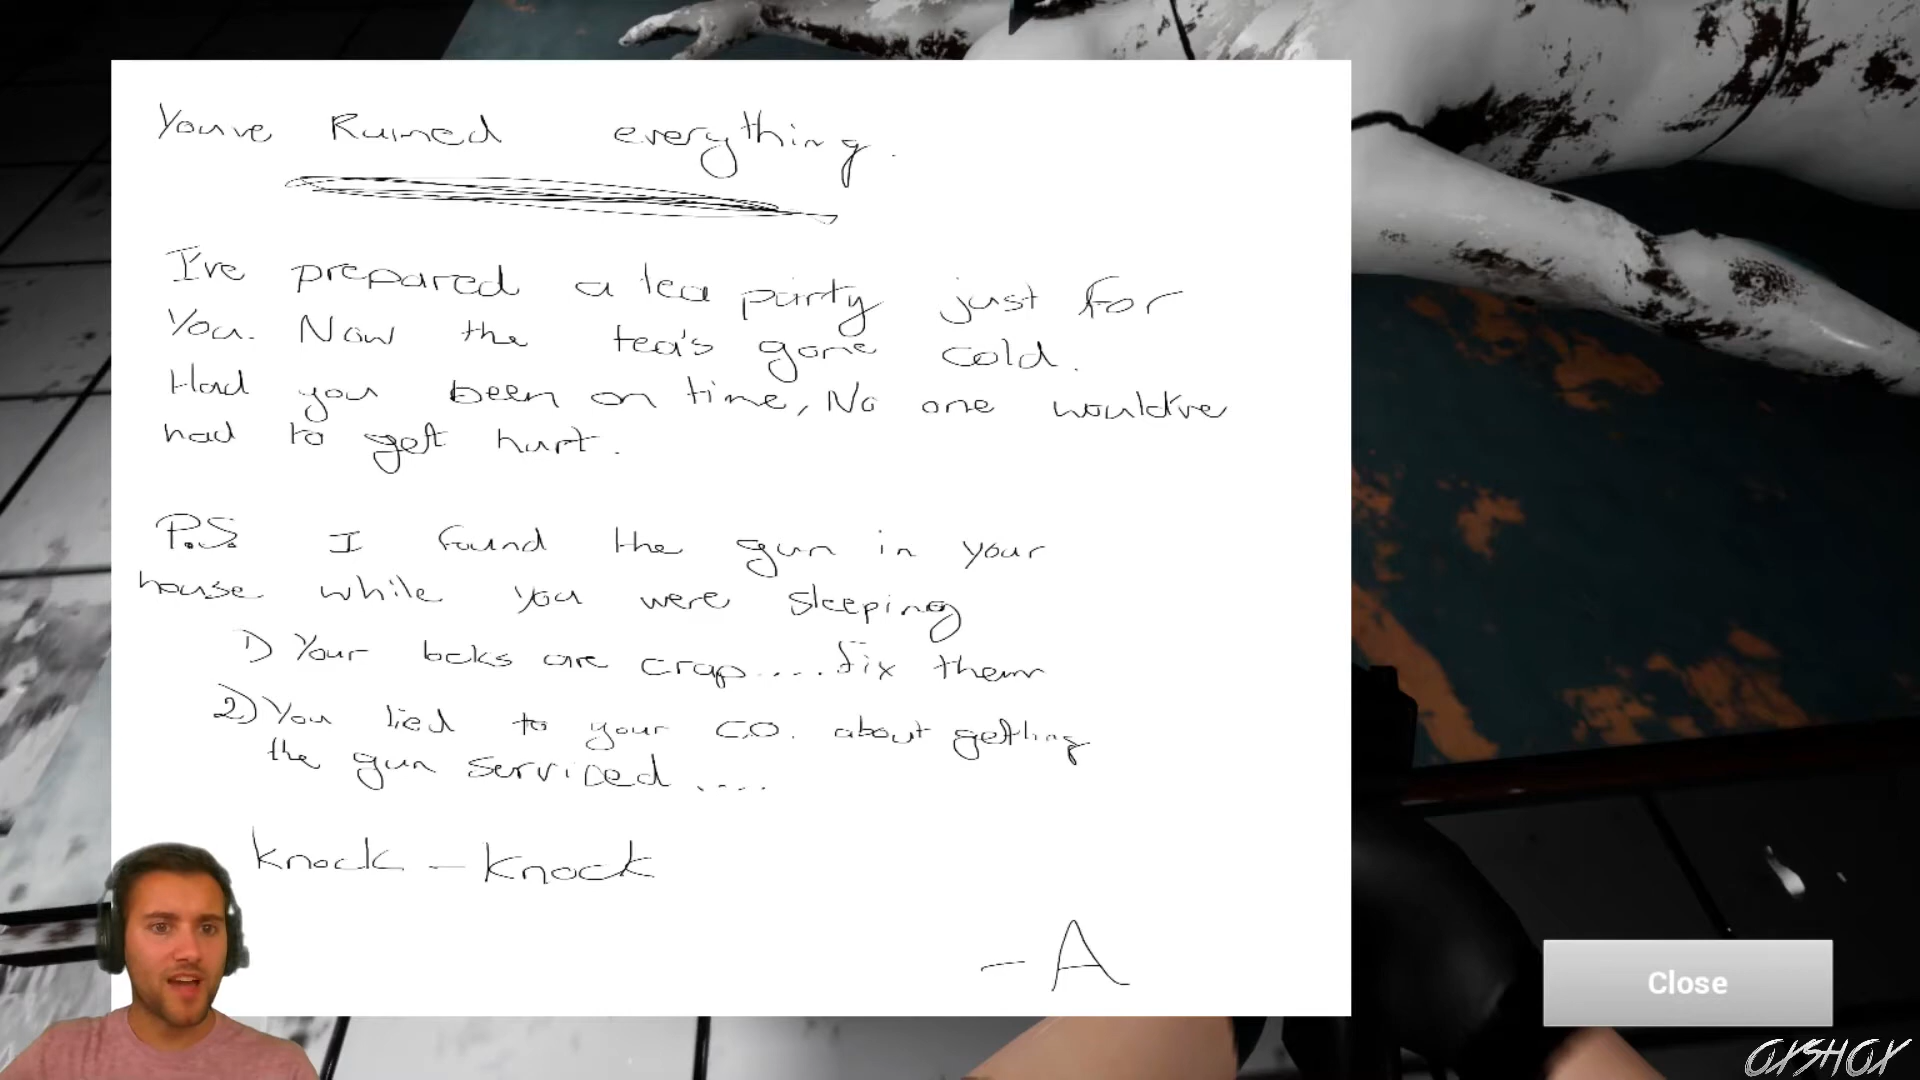 Youve Ruined everything.
I've prepared a tea party just for
You. Now the tea's gone cold.
Had you been on time, No one would've
had to get hurt.
P.S. I found the gun in your
house while you were sleeping
1) Your locks are crap.... fix them
2) You lied to your C.O. about getting
the gun serviced ....
knock - knock
- A
Close
OXSHOX